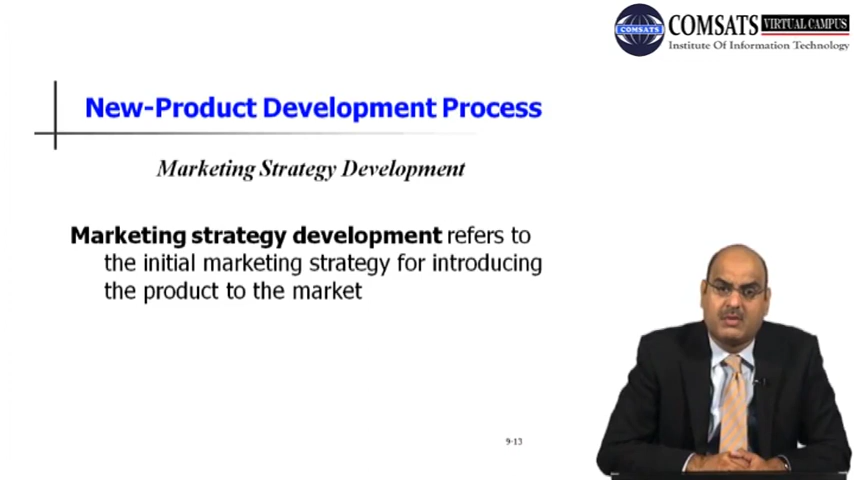 COMSATS VIRTUAL CAMPUS
COMSATS
Institute Of Information Technology
New-Product Development Process
Marketing Strategy Development
Marketing strategy development refers to
the initial marketing strategy for introducing
the product to the market
9-13